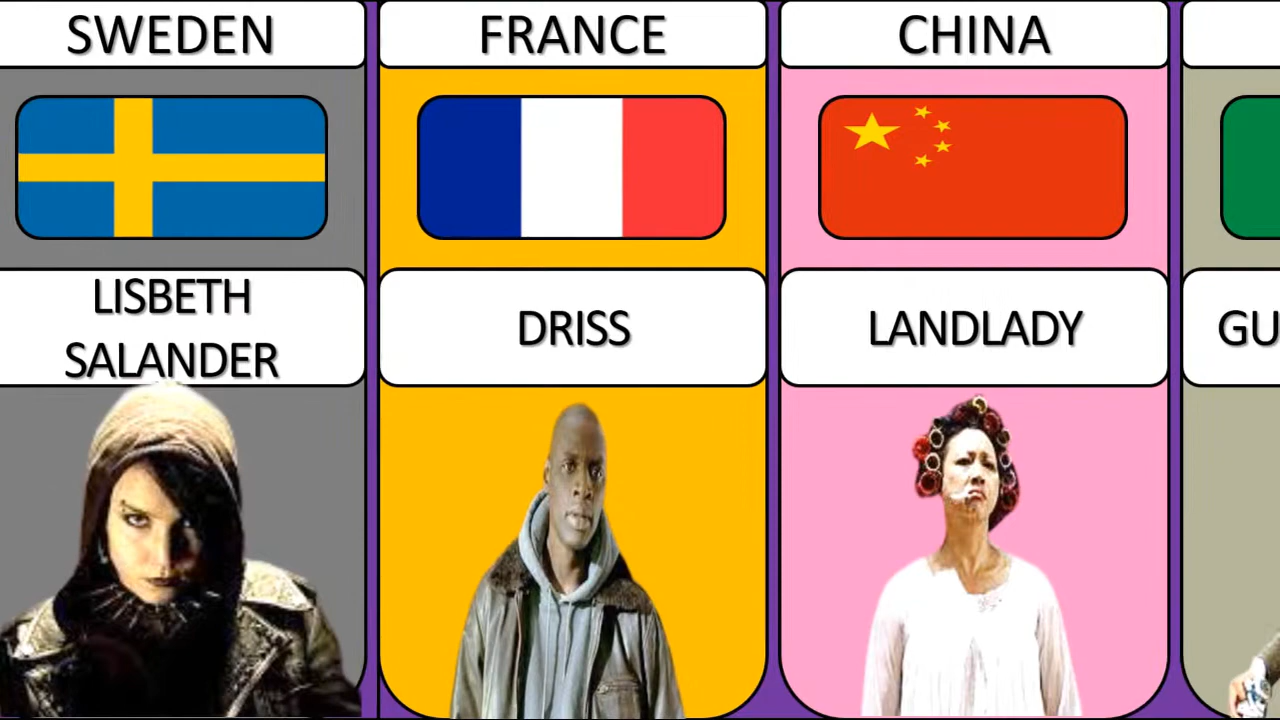 SWEDEN
FRANCE
CHINA
LISBETH
SALANDER
DRISS
LANDLADY
GU